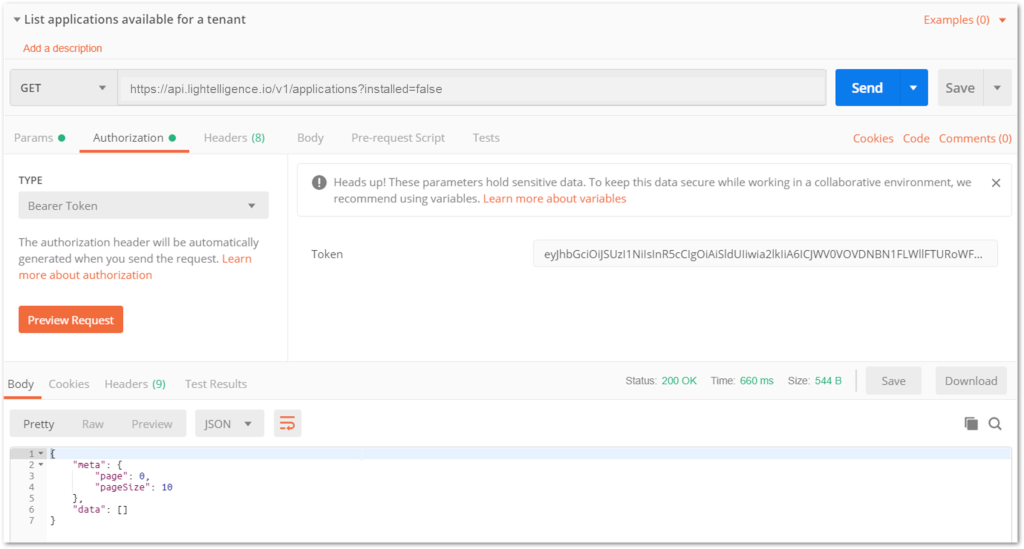 List applications available for a tenant
Examples (0)
Add a description
GET
https://api.lightelligence.io/v1/applications?installed=false
Send
Save
Params
Authorization
Headers (8)
Body
Pre-request Script
Tests
Cookies
Code
Comments (0)
TYPE
Bearer Token
The authorization header will be automatically
generated when you send the request. Learn
more about authorization
Preview Request
Heads up! These parameters hold sensitive data. To keep this data secure while working in a collaborative environment, we
recommend using variables. Learn more about variables
Token
eyJhbGciOiJSUzI1NiIsInR5cCIgOiAiSldUIiwia2lkIiA6ICJWV0VOVDNBN1FLWllFTURoWF...
Body
Cookies
Headers (9)
Test Results
Status: 200 OK
Time: 660 ms
Size: 544 B
Save
Download
Pretty
Raw
Preview
JSON
1 {
2 "meta": {
3 "page": 0,
4 "pageSize": 10
5 },
6 "data": []
7 }